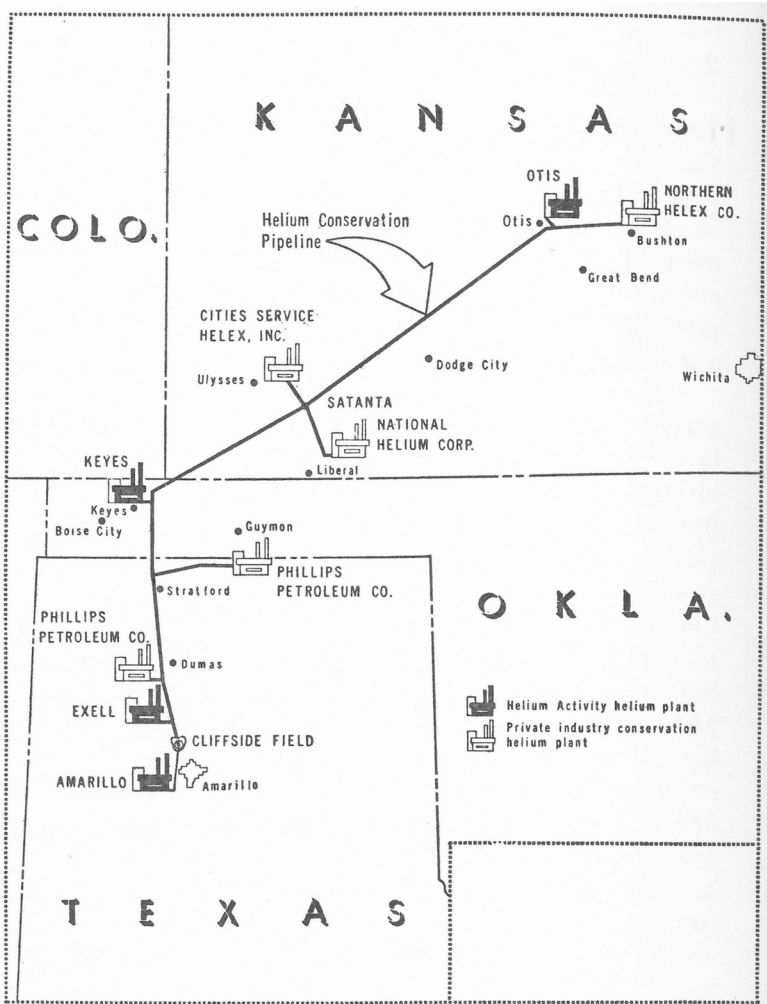 KANSAS
COLO.
OTIS
Otis
NORTHERN
HELEX CO.
Bushton
Great Bend
Helium Conservation
Pipeline
CITIES SERVICE
HELEX, INC.
Ulysses
Dodge City
Wichita
SATANTA
NATIONAL
HELIUM CORP.
Liberal
KEYES
Keyes
Boise City
Guymon
PHILLIPS
PETROLEUM CO.
Stratford
OKLA.
PHILLIPS
PETROLEUM CO.
Dumas
EXELL
CLIFFSIDE FIELD
AMARILLO
Amarillo
Helium Activity helium plant
Private industry conservation
helium plant
TEXAS